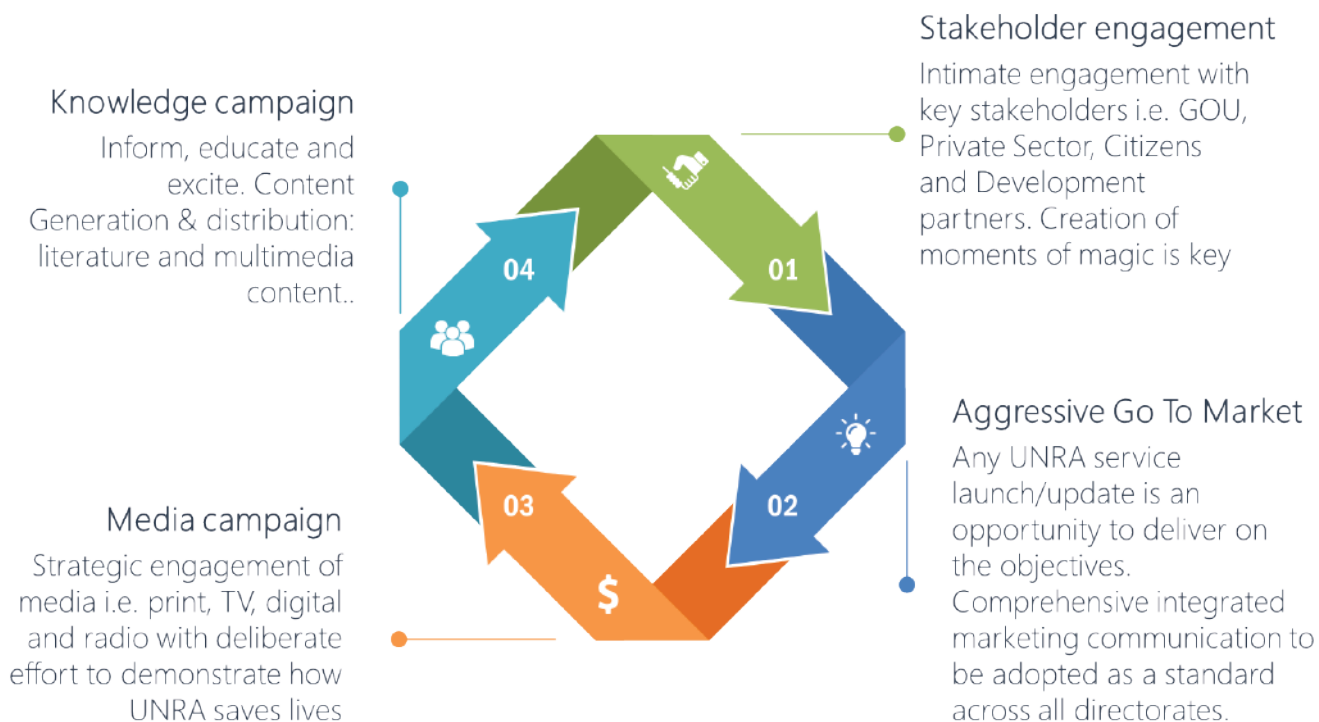 Stakeholder engagement
Intimate engagement with
key stakeholders i.e. GOU,
Private Sector, Citizens
and Development
partners. Creation of
moments of magic is key
01
Aggressive Go To Market
Any UNRA service
launch/update is an
opportunity to deliver on
the objectives.
Comprehensive integrated
marketing communication to
be adopted as a standard
across all directorates.
02
Media campaign
Strategic engagement of
media i.e. print, TV, digital
and radio with deliberate
effort to demonstrate how
UNRA saves lives
03
$
Knowledge campaign
Inform, educate and
excite. Content
Generation & distribution:
literature and multimedia
content..
04